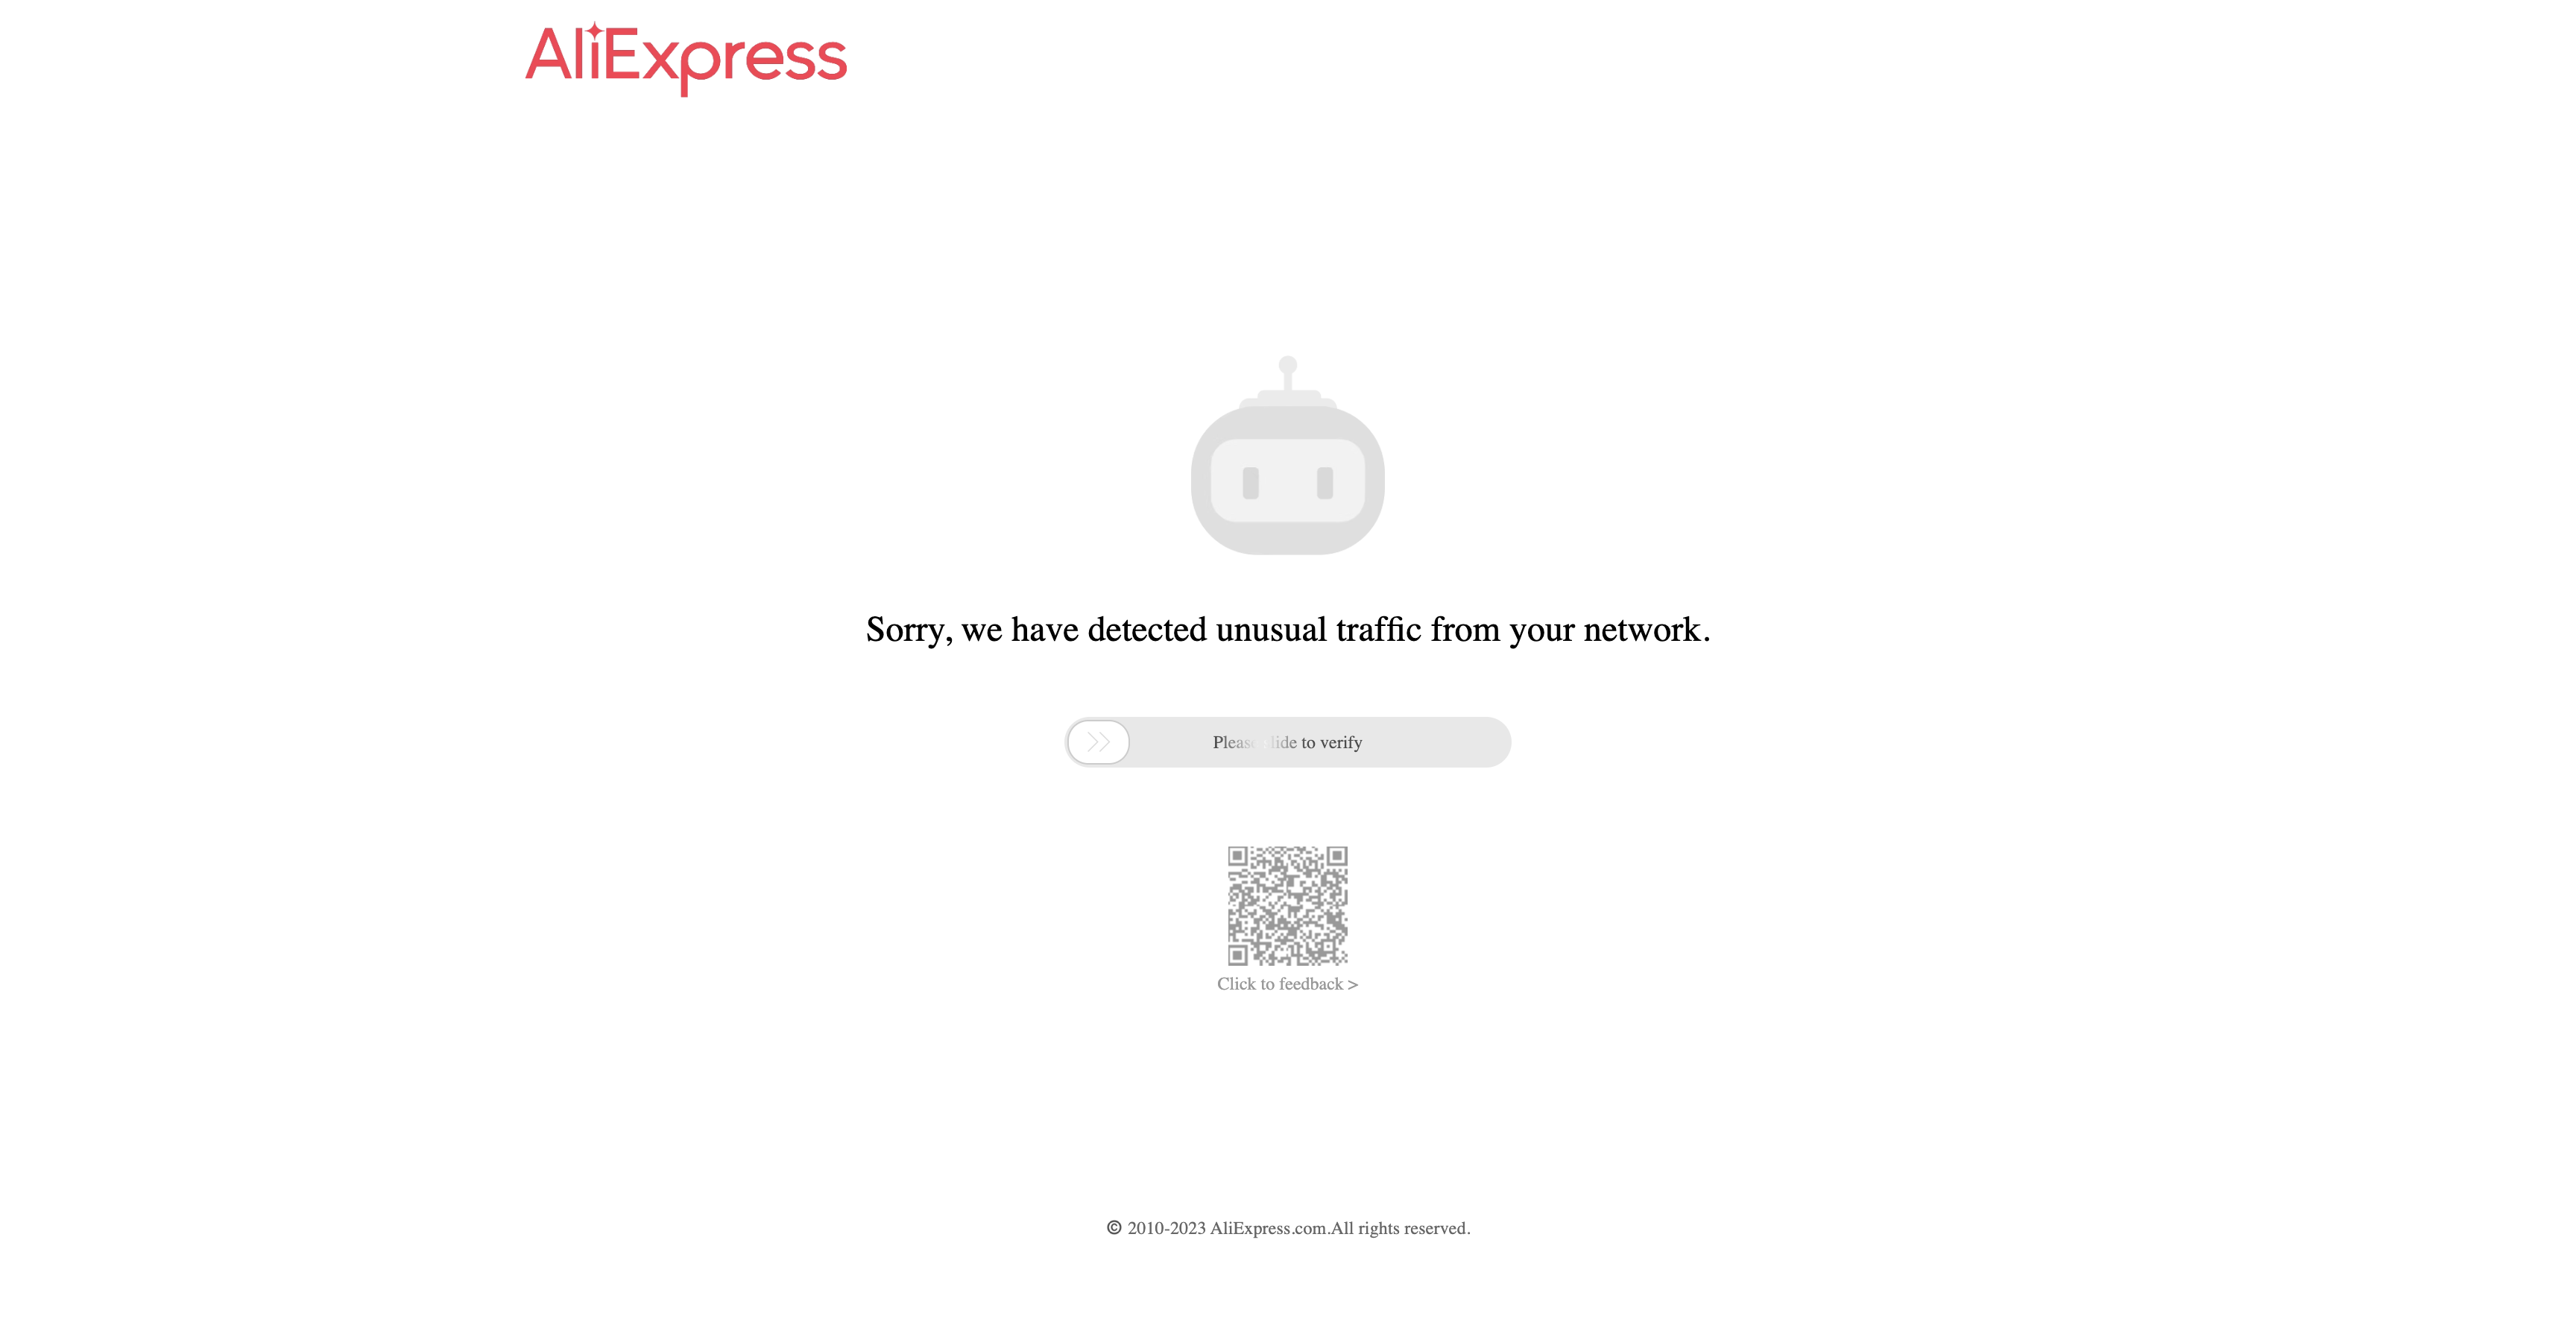 AliExpress
Sorry, we have detected unusual traffic from your network.
Please slide to verify
Click to feedback >
© 2010-2023 AliExpress.com.All rights reserved.